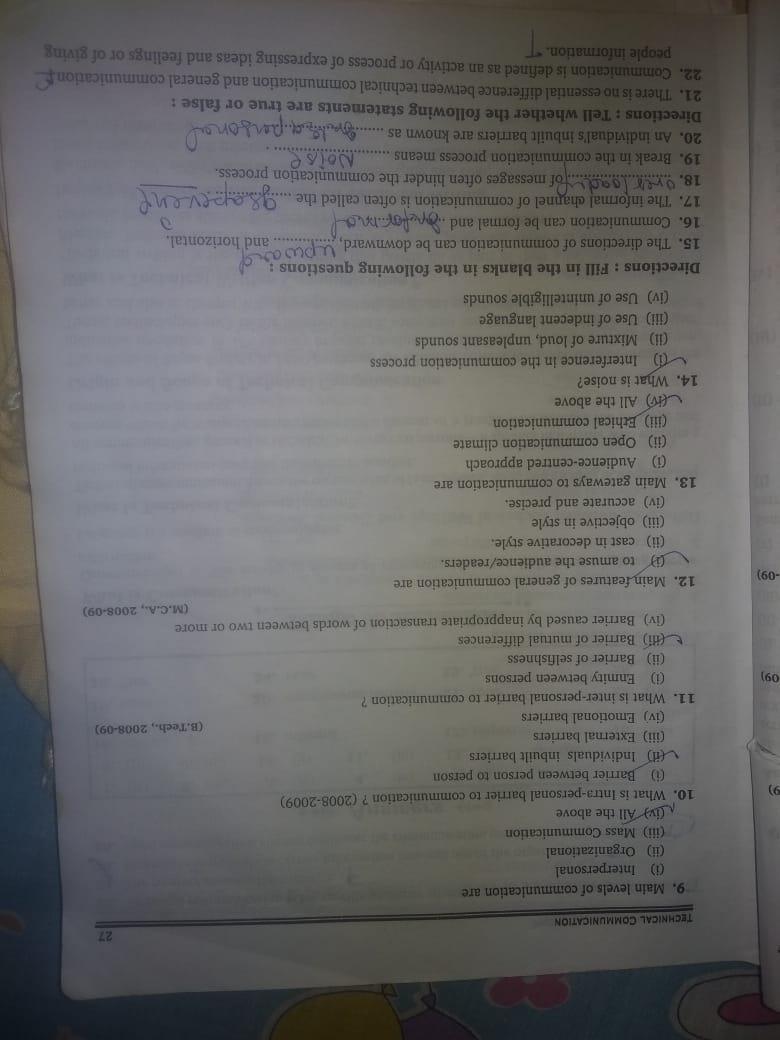 TECHNICAL COMMUNICATION 27
9. Main levels of communication are
(i) Interpersonal
(ii) Organizational
(iii) Mass Communication
(iv) All the above
10. What is Intra-personal barrier to communication ? (2008-2009)
(i) Barrier between person to person
(ii) Individuals inbuilt barriers
(iii) External barriers
(iv) Emotional barriers (B.Tech., 2008-09)
11. What is inter-personal barrier to communication ?
(i) Enmity between persons
(ii) Barrier of selfishness
(iii) Barrier of mutual differences
(iv) Barrier caused by inappropriate transaction of words between two or more
(M.C.A., 2008-09)
12. Main features of general communication are
(i) to amuse the audience/readers.
(ii) cast in decorative style.
(iii) objective in style
(iv) accurate and precise.
13. Main gateways to communication are
(i) Audience-centred approach
(ii) Open communication climate
(iii) Ethical communication
(iv) All the above
14. What is noise?
(i) Interference in the communication process
(ii) Mixture of loud, unpleasant sounds
(iii) Use of indecent language
(iv) Use of unintelligible sounds
Directions : Fill in the blanks in the following questions :
15. The directions of communication can be downward, upward and horizontal.
16. Communication can be formal and Informal
17. The informal channel of communication is often called the grapevene
18. over loaded of messages often hinder the communication process.
19. Break in the communication process means Noise.
20. An individual's inbuilt barriers are known as Intra personal
Directions : Tell whether the following statements are true or false :
21. There is no essential difference between technical communication and general communication. F
22. Communication is defined as an activity or process of expressing ideas and feelings or of giving
people information. T